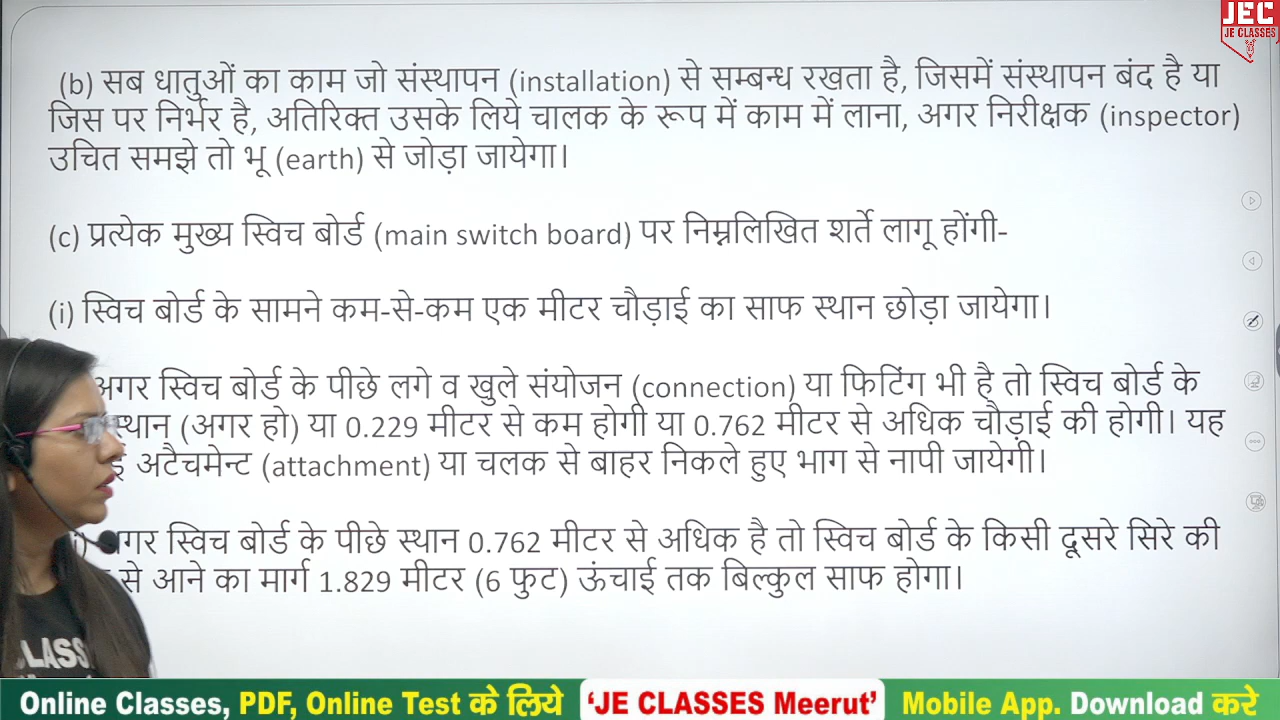 JEC
JE CLASSES
(b) सब धातुओं का काम जो संस्थापन (installation) से सम्बन्ध रखता है, जिसमें संस्थापन बंद है या
जिस पर निर्भर है, अतिरिक्त उसके लिये चालक के रूप में काम में लाना, अगर निरीक्षक (inspector)
उचित समझे तो भू (earth) से जोड़ा जायेगा।
(c) प्रत्येक मुख्य स्विच बोर्ड (main switch board) पर निम्नलिखित शर्ते लागू होंगी-
(i) स्विच बोर्ड के सामने कम-से-कम एक मीटर चौड़ाई का साफ स्थान छोड़ा जायेगा।
अगर स्विच बोर्ड के पीछे लगे व खुले संयोजन (connection) या फिटिंग भी है तो स्विच बोर्ड के
(अगर हो) या 0.229 मीटर से कम होगी या 0.762 मीटर से अधिक चौड़ाई की होगी। यह
अटैचमेन्ट (attachment) या चलक से बाहर निकले हुए भाग से नापी जायेगी।
स्विच बोर्ड के पीछे स्थान 0.762 मीटर से अधिक है तो स्विच बोर्ड के किसी दूसरे सिरे की
से आने का मार्ग 1.829 मीटर (6 फुट) ऊंचाई तक बिल्कुल साफ होगा।
Online Classes, PDF, Online Test के लिये 'JE CLASSES Meerut' Mobile App. Download करे